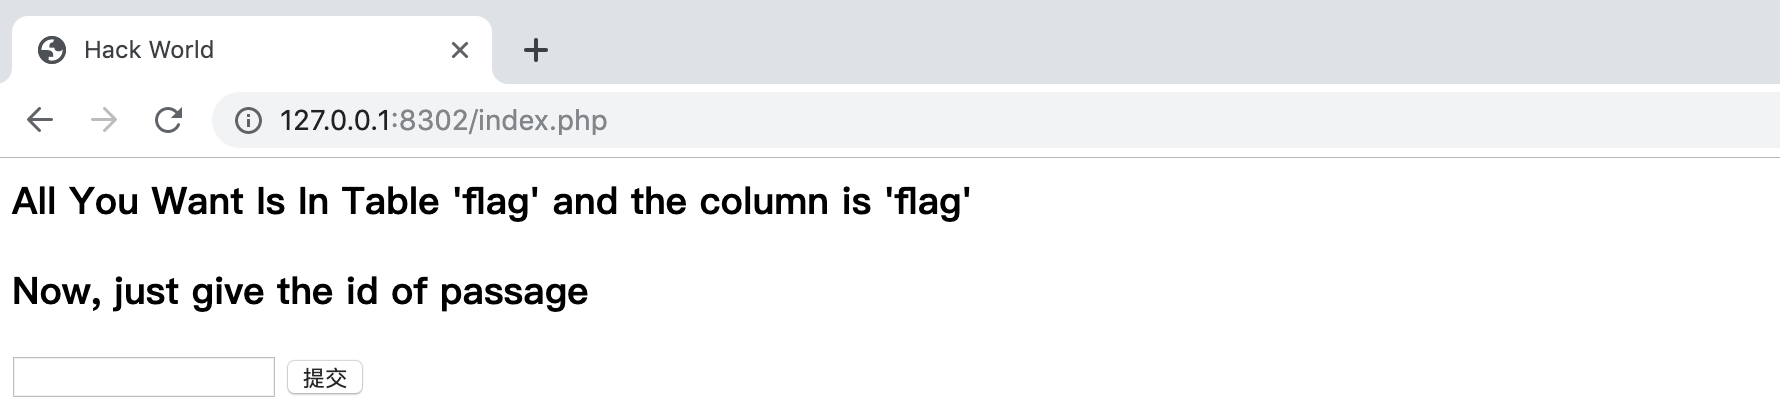 Hack World
127.0.0.1:8302/index.php
All You Want Is In Table 'flag' and the column is 'flag'
Now, just give the id of passage
提交